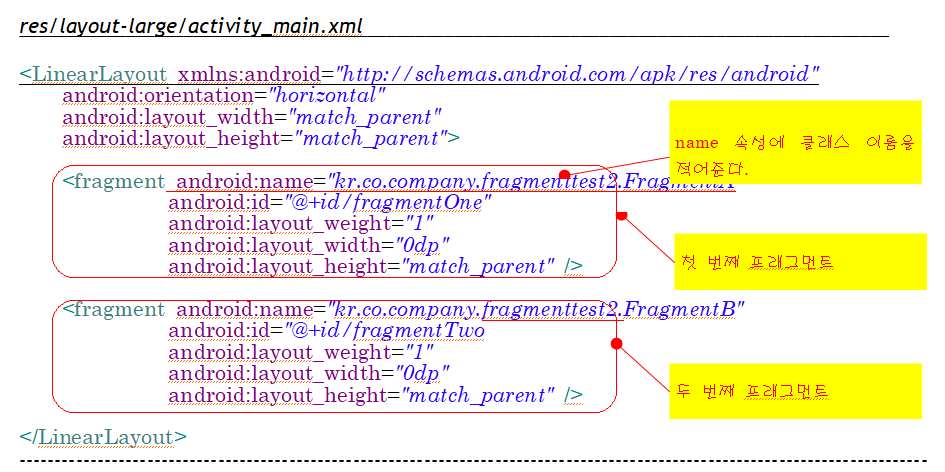 res/layout-large/activity_main.xml
<LinearLayout xmlns:android="http://schemas.android.com/apk/res/android"
android:orientation="horizontal"
android:layout_width="match_parent"
android:layout_height="match_parent">
name 속성에 클래스 이름을
적어준다.
<fragment android:name="kr.co.company.fragmenttest2.FragmentA
android:id="@+id/fragmentOne"
android:layout_weight="1"
android:layout_width="0dp"
android:layout_height="match_parent" />
첫 번째 프래그먼트
<fragment android:name="kr.co.company.fragmenttest2.FragmentB"
android:id="@+id/fragmentTwo
android:layout_weight="1"
android:layout_width="0dp"
android:layout_height="match_parent" />
두 번째 프래그먼트
</LinearLayout>